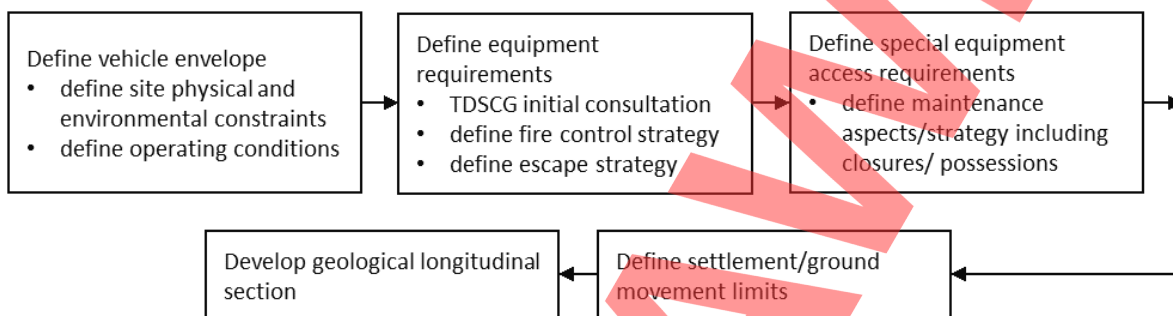 Define vehicle envelope
• define site physical and
environmental constraints
• define operating conditions
Define equipment
requirements
• TDSCG initial consultation
• define fire control strategy
• define escape strategy
Define special equipment
access requirements
• define maintenance
aspects/strategy including
closures/ possessions
Develop geological longitudinal
section
Define settlement/ground
movement limits